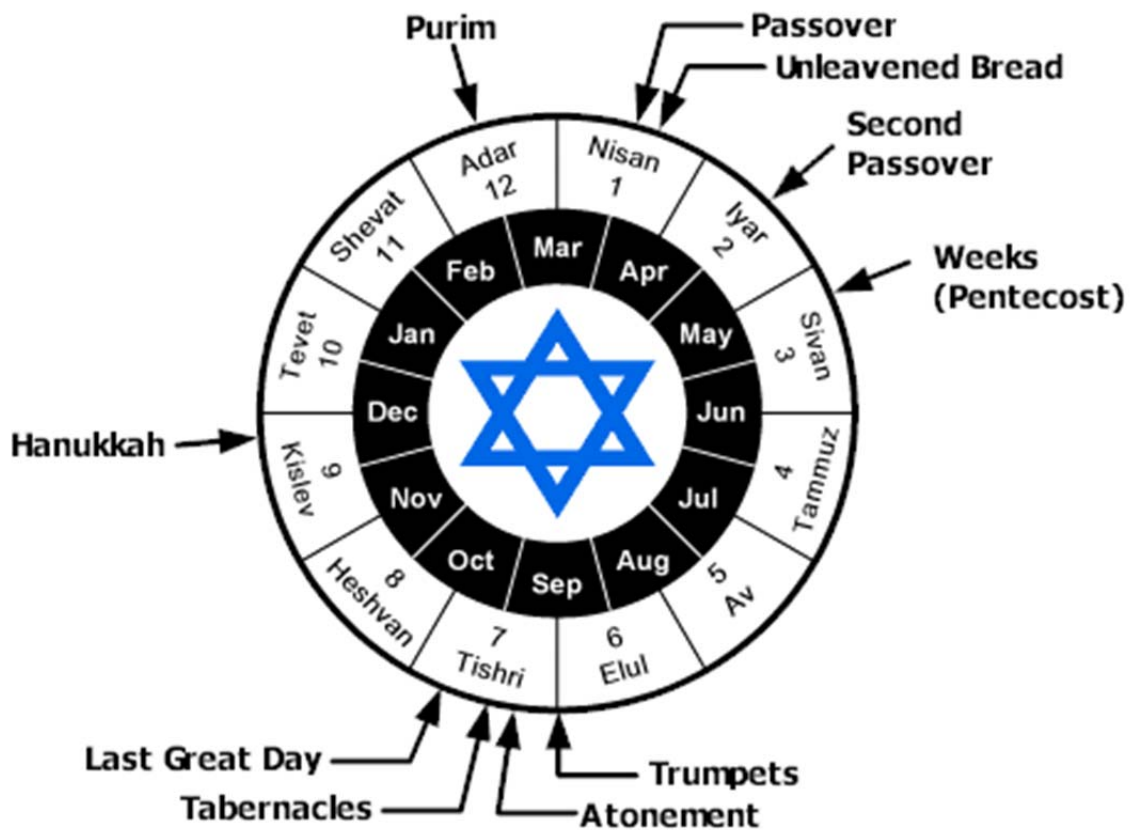 Purim
Passover
Unleavened Bread
Second
Passover
Weeks
(Pentecost)
Nisan
1
Iyar
2
Sivan
3
Tammuz
4
Av
5
Elul
6
Tishri
7
Heshvan
8
Kislev
9
Tevet
10
Shevat
11
Adar
12
Mar
Apr
May
Jun
Jul
Aug
Sep
Oct
Nov
Dec
Jan
Feb
Hanukkah
Last Great Day
Tabernacles
Trumpets
Atonement